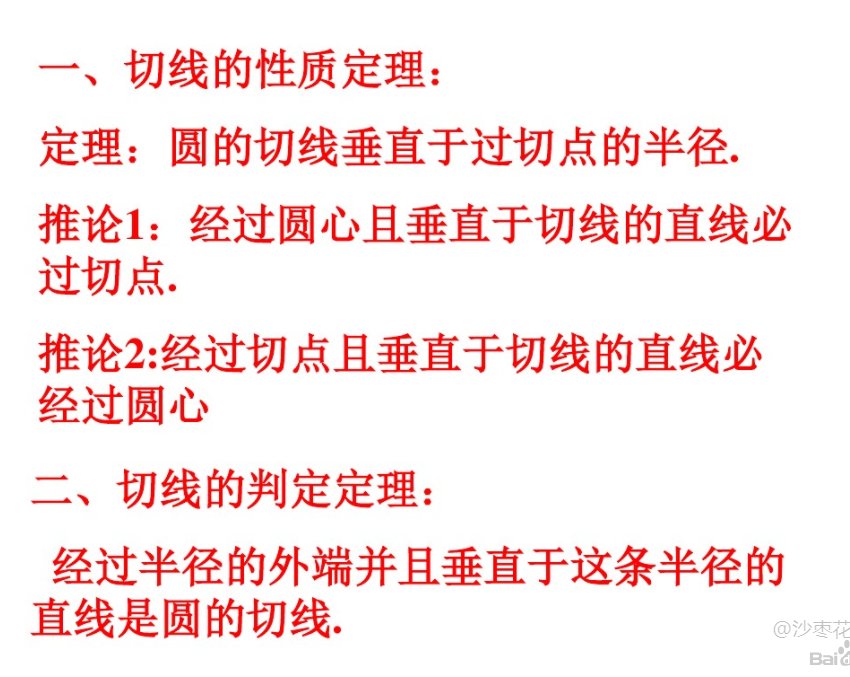 一、切线的性质定理：
定理：圆的切线垂直于过切点的半径.
推论1：经过圆心且垂直于切线的直线必
过切点.
推论2:经过切点且垂直于切线的直线必
经过圆心
二、切线的判定定理：
经过半径的外端并且垂直于这条半径的
直线是圆的切线.
@沙枣花
Bai